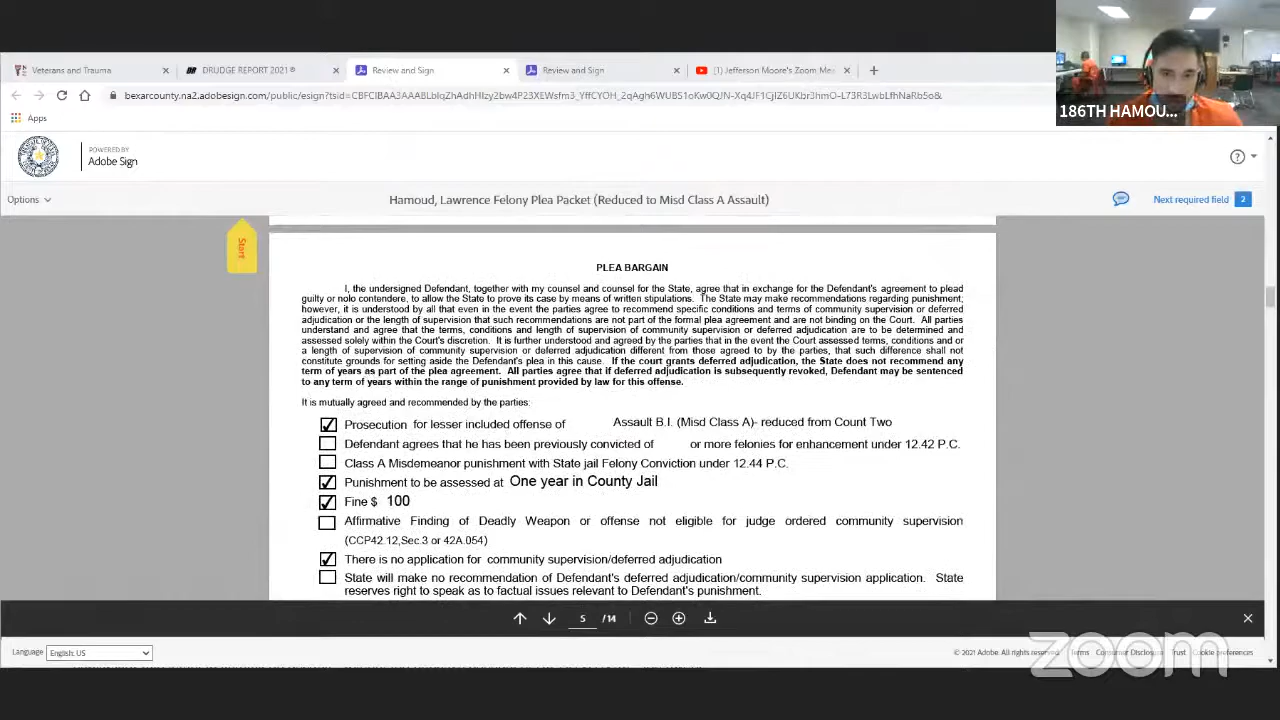 Veterans and Trauma
DRUDGE REPORT 2021®
Review and Sign
Review and Sign
(1) Jefferson Moore's Zoom Mee
Apps
186TH HAMOU...
POWERED BY
Adobe Sign
Options
Hamoud, Lawrence Felony Plea Packet (Reduced to Misd Class A Assault)
Next required field 2
Start
PLEA BARGAIN
I, the undersigned Defendant, together with my counsel and counsel for the State, agree that in exchange for the Defendant's agreement to plead
guilty or nolo contendere, to allow the State to prove its case by means of written stipulations. The State may make recommendations regarding punishment;
however, it is understood by all that even in the event the parties agree to recommend specific conditions and terms of community supervision or deferred
adjudication or the length of supervision that such recommendations are not part of the formal plea agreement and are not binding on the Court. All parties
understand and agree that the terms, conditions and length of supervision of community supervision or deferred adjudication are to be determined and
assessed solely within the Court's discretion. It is further understood and agreed by the parties that in the event the Court assessed terms, conditions and or
a length of supervision of community supervision or deferred adjudication different from those agreed to by the parties, that such difference shall not
constitute grounds for setting aside the Defendant's plea in this cause. If the court grants deferred adjudication, the State does not recommend any
term of years as part of the plea agreement. All parties agree that if deferred adjudication is subsequently revoked, Defendant may be sentenced
to any term of years within the range of punishment provided by law for this offense.
It is mutually agreed and recommended by the parties:
Prosecution for lesser included offense of Assault B.I. (Misd Class A)- reduced from Count Two
Defendant agrees that he has been previously convicted of or more felonies for enhancement under 12.42 P.C.
Class A Misdemeanor punishment with State jail Felony Conviction under 12.44 P.C.
Punishment to be assessed at One year in County Jail
Fine $ 100
Affirmative Finding of Deadly Weapon or offense not eligible for judge ordered community supervision
(CCP42.12,Sec.3 or 42A.054)
There is no application for community supervision/deferred adjudication
State will make no recommendation of Defendant's deferred adjudication/community supervision application. State
reserves right to speak as to factual issues relevant to Defendant's punishment.
5 /14
Language English: US
© 2021 Adobe. All rights reserved. Terms Consumer Disclosure Trust Cookie preferences
zoom